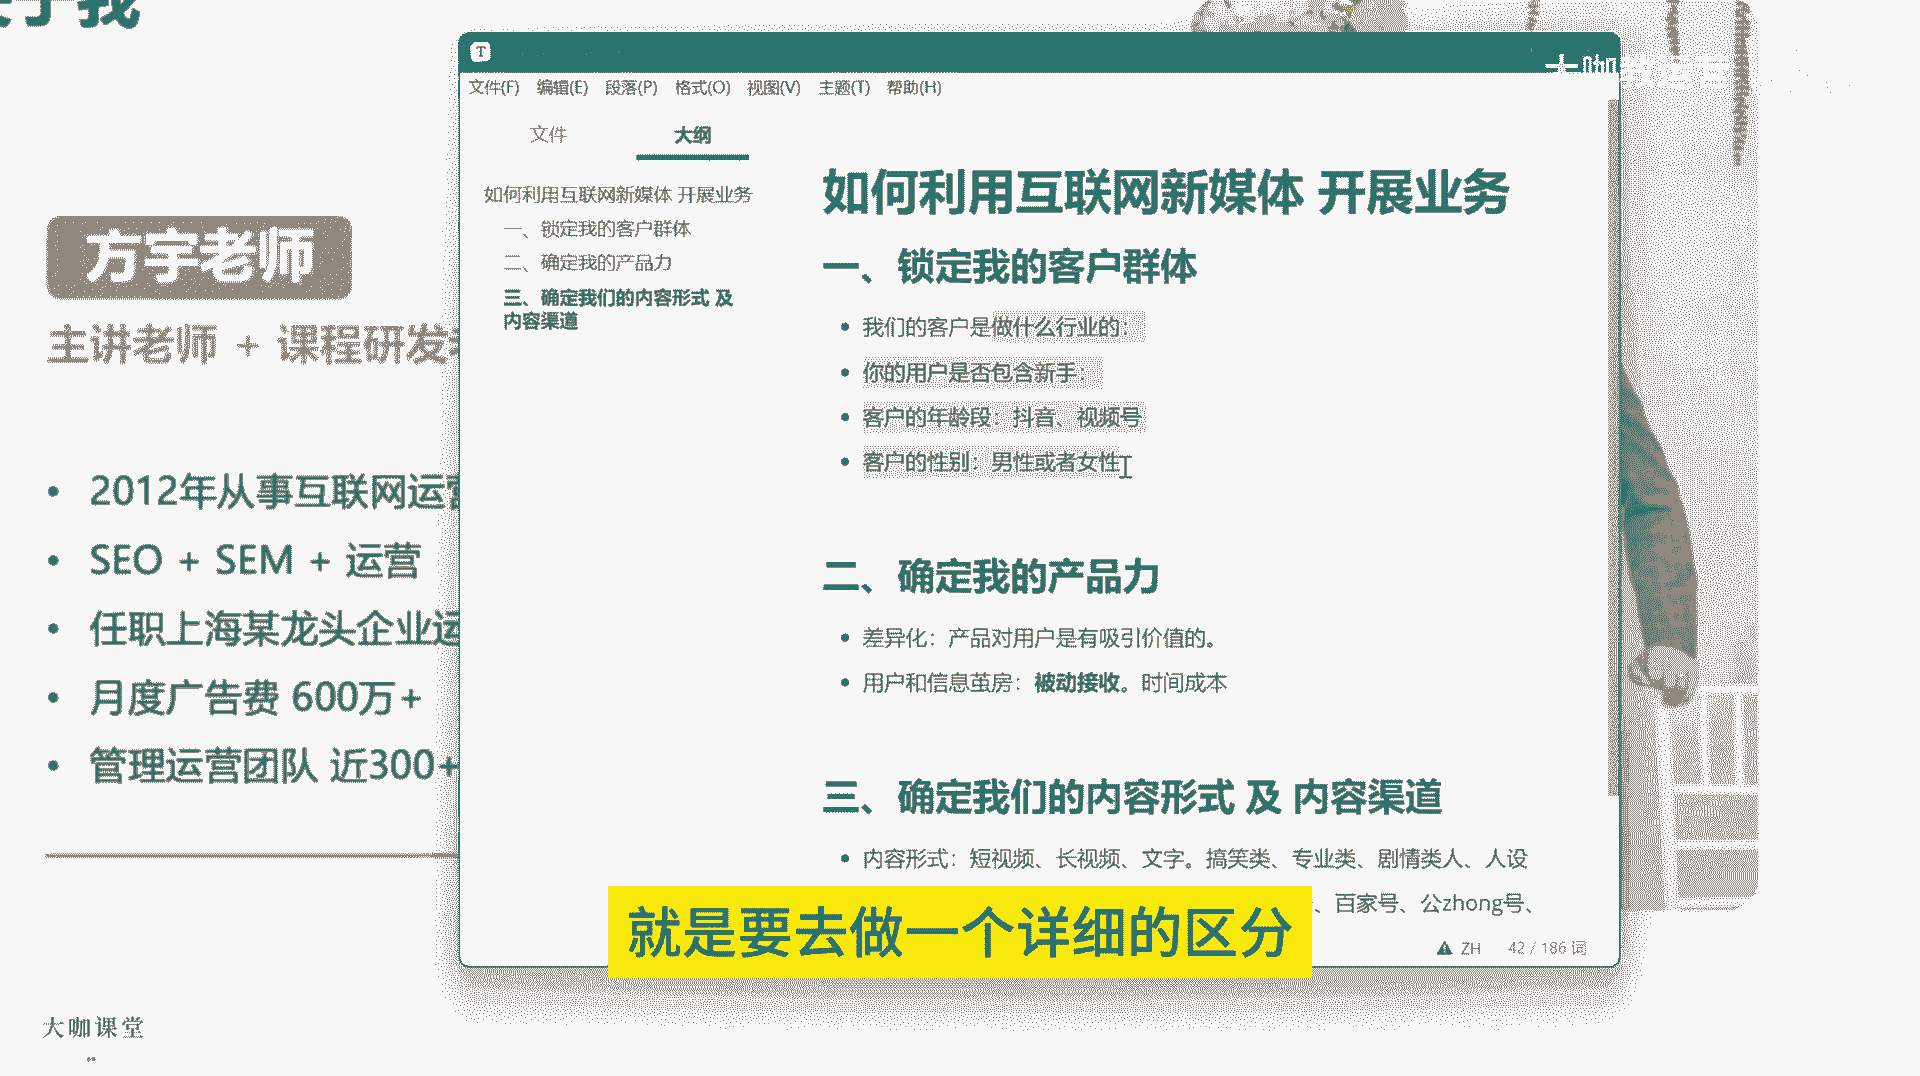 方宇老师
主讲老师 + 课程研发
2012年从事互联网运营
SEO + SEM + 运营
任职上海某龙头企业运
月度广告费 600万+
管理运营团队 近300+
大咖课堂
T
大咖
文件(F) 编辑(E) 段落(P) 格式(O) 视图(V) 主题(T) 帮助(H)
文件 大纲
如何利用互联网新媒体 开展业务
一、锁定我的客户群体
二、确定我的产品力
三、确定我们的内容形式 及
内容渠道
如何利用互联网新媒体 开展业务
一、锁定我的客户群体
我们的客户是做什么行业的：
你的用户是否包含新手：
客户的年龄段：抖音、视频号
客户的性别：男性或者女性
二、确定我的产品力
差异化：产品对用户是有吸引价值的。
用户和信息茧房：被动接收。时间成本
三、确定我们的内容形式 及 内容渠道
内容形式：短视频、长视频、文字。搞笑类、专业类、剧情类人、人设
、百家号、公zhong号、
ZH 42 / 186 词
就是要去做一个详细的区分